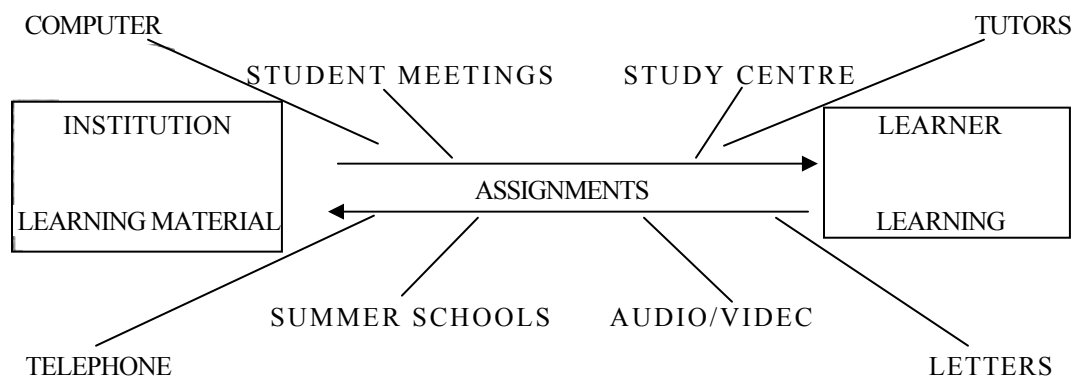 COMPUTER TUTORS
STUDENT MEETINGS STUDY CENTRE
INSTITUTION LEARNER
ASSIGNMENTS
LEARNING MATERIAL LEARNING
SUMMER SCHOOLS AUDIO/VIDEC
TELEPHONE LETTERS